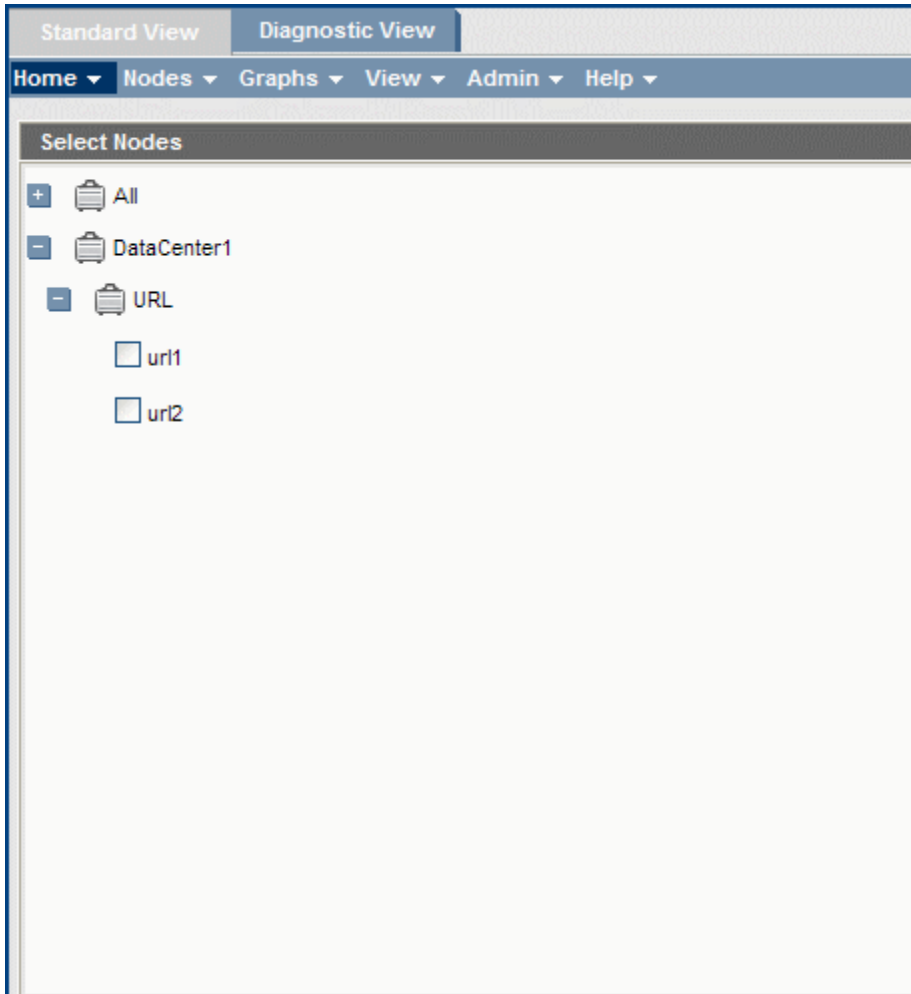 Standard View Diagnostic View
Home Nodes Graphs View Admin Help
Select Nodes
All
DataCenter1
URL
url1
url2